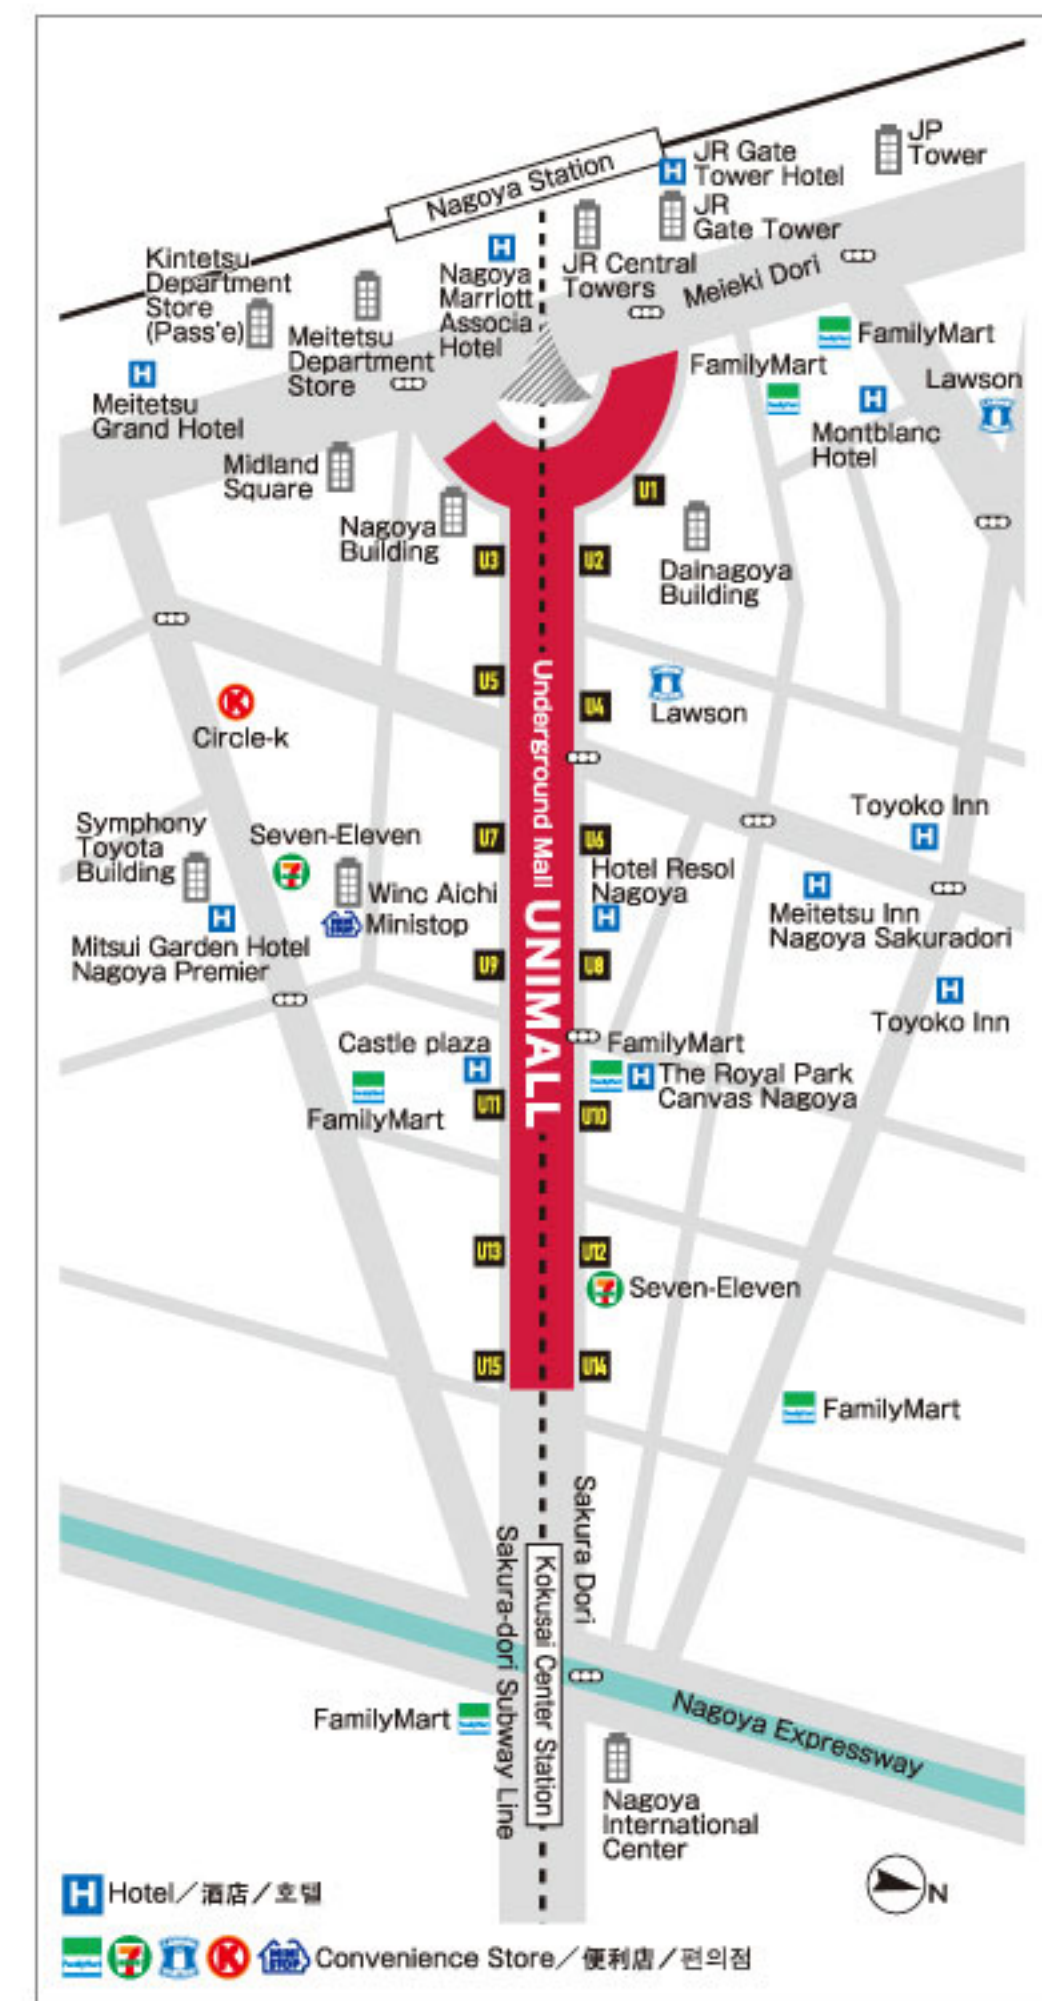 JP
Tower
JR Gate
Tower Hotel
Nagoya Station
JR
Gate Tower
Kintetsu
Department
Store
(Pass'e)
Nagoya
Marriott
Associa
Hotel
JR Central
Towers
Meieki Dori
Meitetsu
Department
Store
FamilyMart
FamilyMart
Lawson
Meitetsu
Grand Hotel
Montblanc
Hotel
Midland
Square
Nagoya
Building
U1
U3
U2
Dainagoya
Building
U5
U4
Lawson
Circle-k
Underground Mall UNIMALL
Toyoko Inn
Symphony
Toyota
Building
Seven-Eleven
U7
U6
Hotel Resol
Nagoya
Winc Aichi
Ministop
Meitetsu Inn
Nagoya Sakuradori
Mitsui Garden Hotel
Nagoya Premier
U9
U8
Toyoko Inn
Castle plaza
FamilyMart
The Royal Park
Canvas Nagoya
FamilyMart
U11
U10
U13
U12
Seven-Eleven
U15
U14
FamilyMart
Sakura Dori
Sakura-dori Subway Line
Kokusai Center Station
FamilyMart
Nagoya Expressway
Nagoya
International
Center
N
H Hotel／酒店／호텔
Convenience Store／便利店／편의점